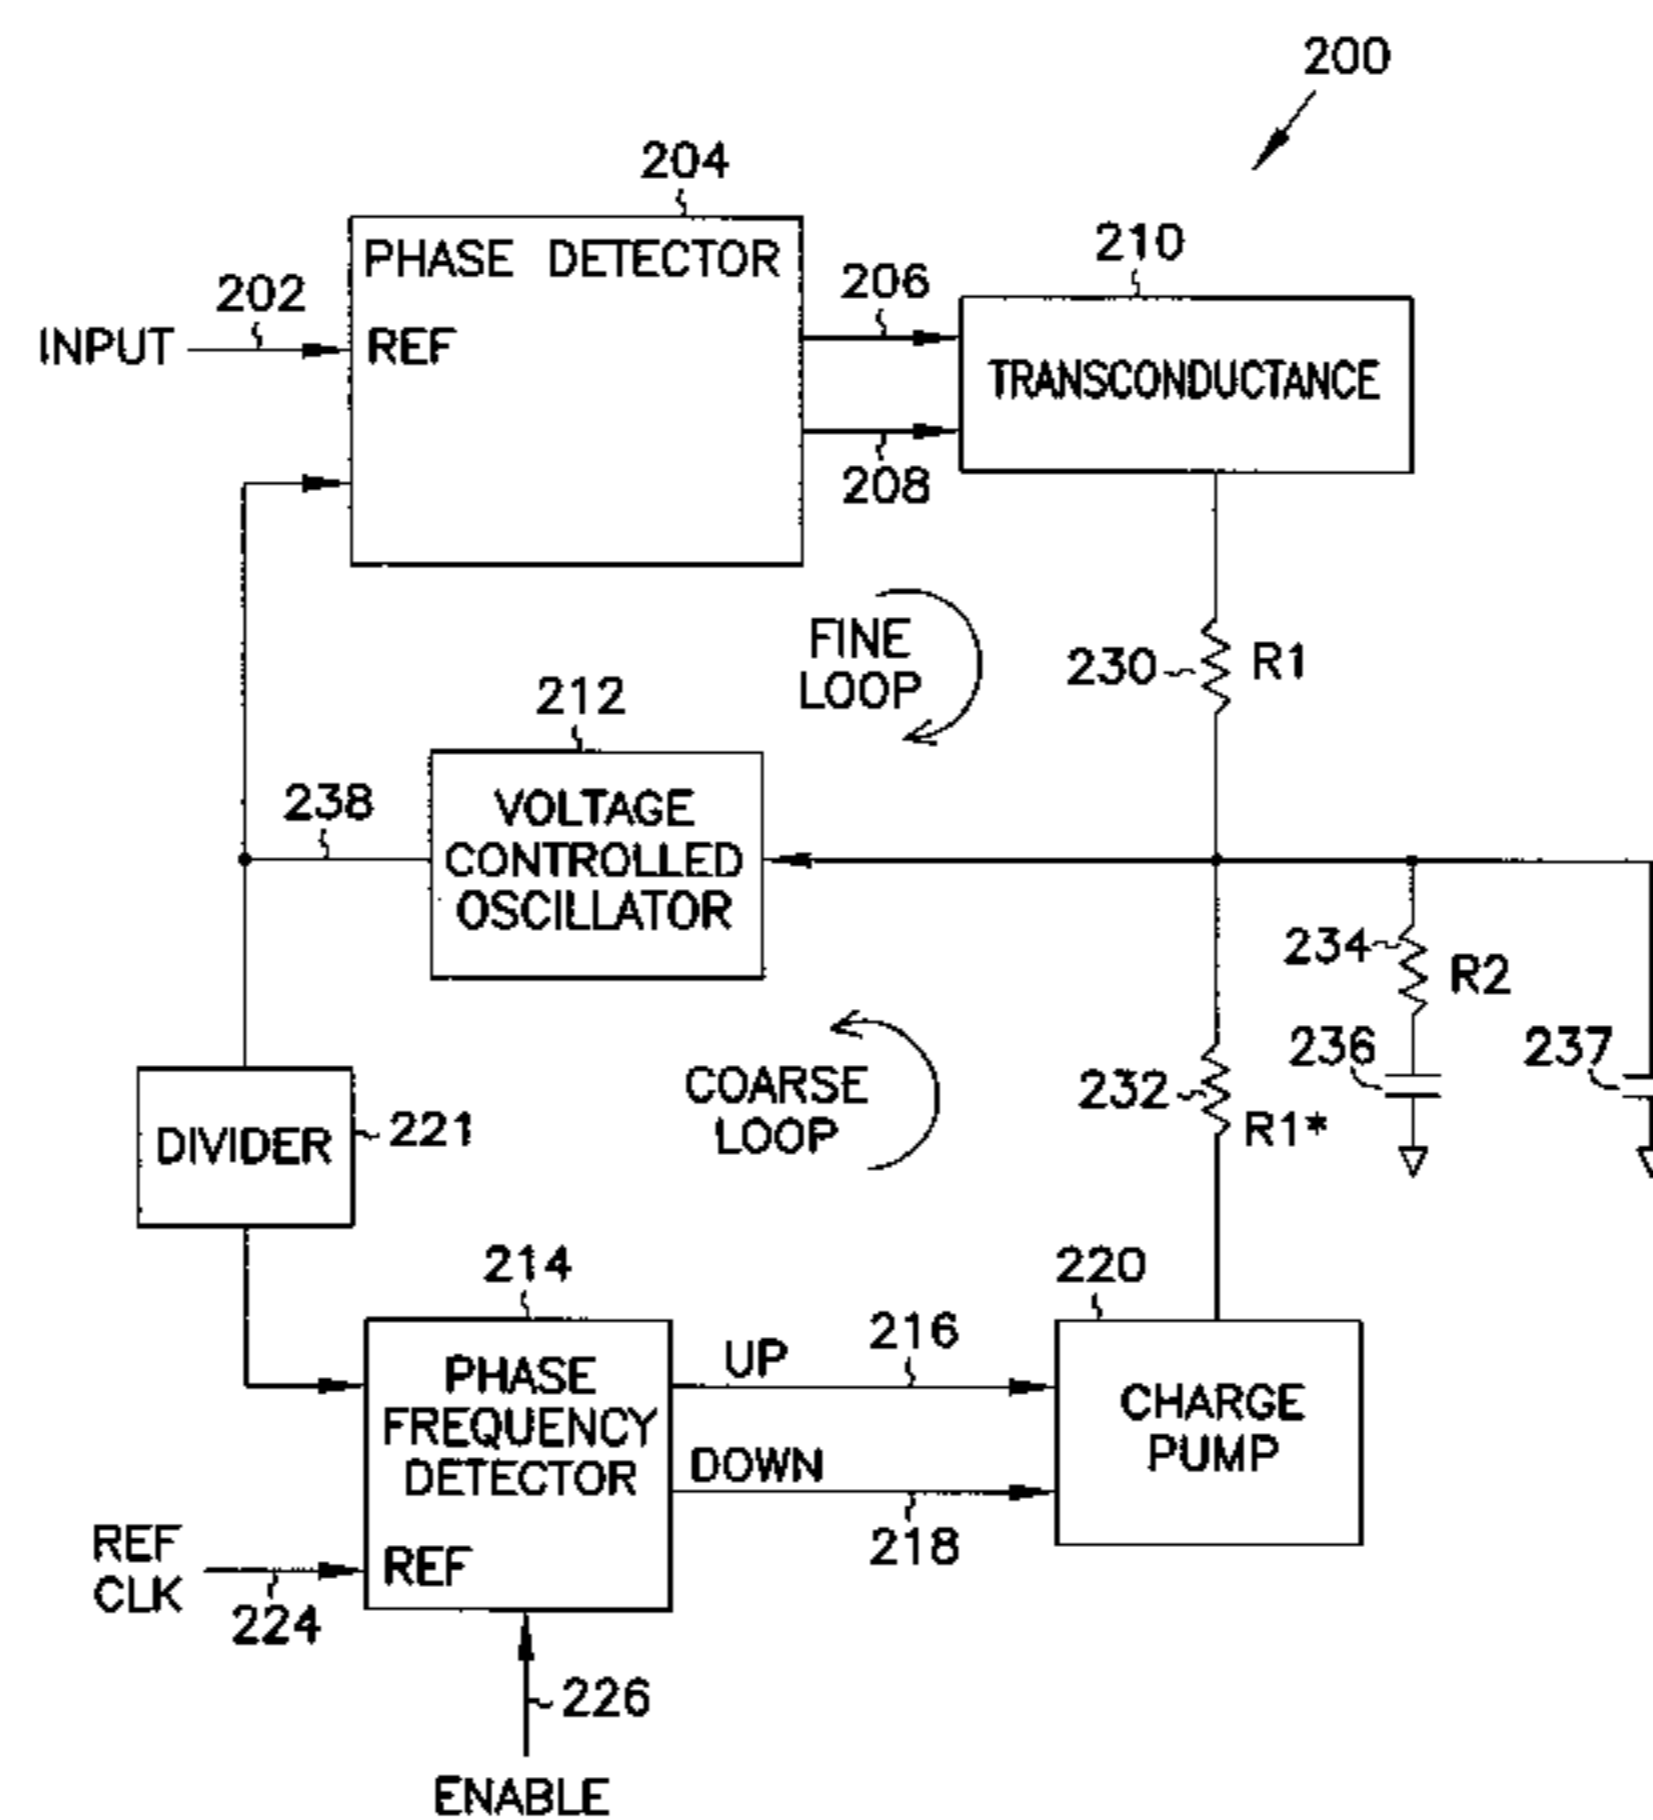 200
204
PHASE DETECTOR
210
202
206
INPUT
REF
TRANSCONDUCTANCE
208
FINE
LOOP
230
R1
212
238
VOLTAGE
CONTROLLED
OSCILLATOR
234
R2
236
237
COARSE
LOOP
232
R1*
DIVIDER
221
214
220
216
UP
PHASE
FREQUENCY
DETECTOR
CHARGE
PUMP
DOWN
218
REF
CLK
REF
224
226
ENABLE